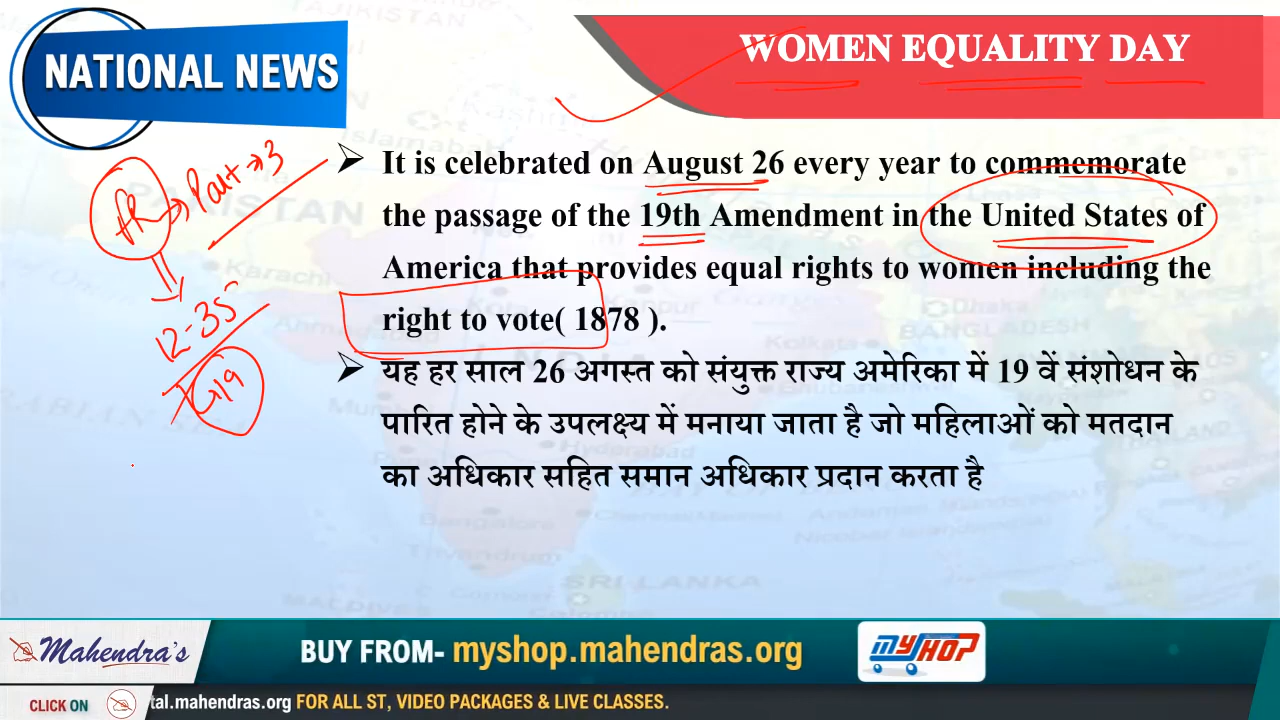 NATIONAL NEWS
WOMEN EQUALITY DAY
FR → Part → 3
12-35
➤ It is celebrated on August 26 every year to commemorate
the passage of the 19th Amendment in the United States of
America that provides equal rights to women including the
right to vote( 1878 ).
➤ यह हर साल 26 अगस्त को संयुक्त राज्य अमेरिका में 19 वें संशोधन के
पारित होने के उपलक्ष्य में मनाया जाता है जो महिलाओं को मतदान
का अधिकार सहित समान अधिकार प्रदान करता है
Mahendra's
BUY FROM- myshop.mahendras.org
MY SHOP
CLICK ON
tal.mahendras.org FOR ALL ST, VIDEO PACKAGES & LIVE CLASSES.